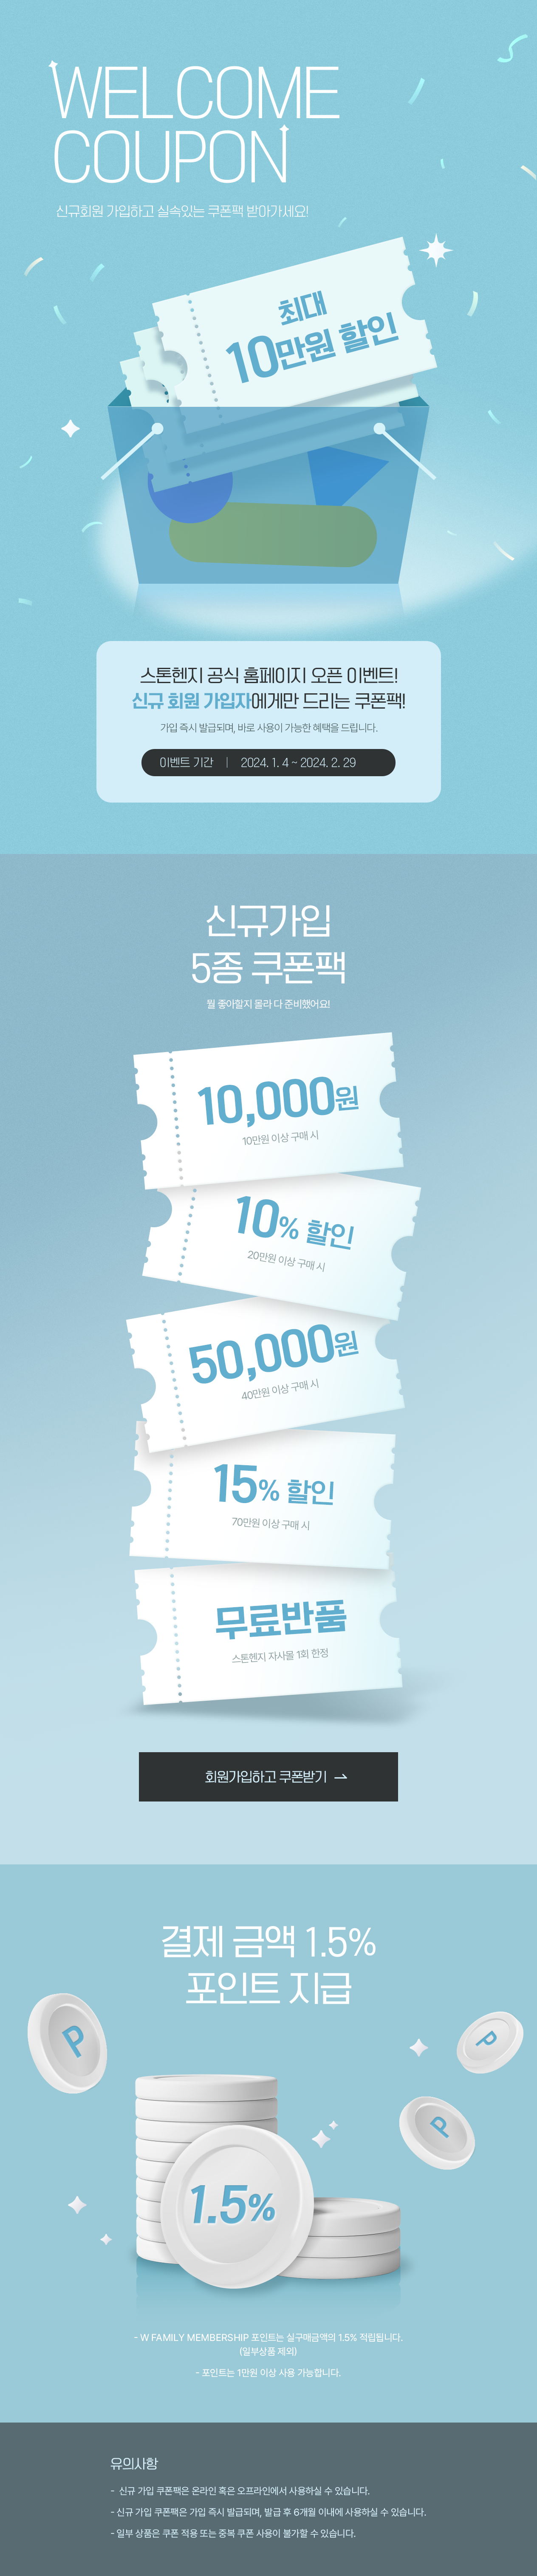 WELCOME
COUPON
신규회원 가입하고 실속있는 쿠폰팩 받아가세요!
최대
10만원 할인
스톤헨지 공식 홈페이지 오픈 이벤트!
신규 회원 가입자에게만 드리는 쿠폰팩!
가입 즉시 발급되며, 바로 사용이 가능한 혜택을 드립니다.
이벤트 기간 | 2024. 1. 4 ~ 2024. 2. 29
신규가입
5종 쿠폰팩
뭘 좋아할지 몰라 다 준비했어요!
10,000원
10만원 이상 구매 시
10% 할인
20만원 이상 구매 시
50,000원
40만원 이상 구매 시
15% 할인
70만원 이상 구매 시
무료반품
스톤헨지 자사몰 1회 한정
회원가입하고 쿠폰받기 →
결제 금액 1.5%
포인트 지급
P
P
P
1.5%
- W FAMILY MEMBERSHIP 포인트는 실구매금액의 1.5% 적립됩니다.
(일부상품 제외)
- 포인트는 1만원 이상 사용 가능합니다.
유의사항
- 신규 가입 쿠폰팩은 온라인 혹은 오프라인에서 사용하실 수 있습니다.
- 신규 가입 쿠폰팩은 가입 즉시 발급되며, 발급 후 6개월 이내에 사용하실 수 있습니다.
- 일부 상품은 쿠폰 적용 또는 중복 쿠폰 사용이 불가할 수 있습니다.